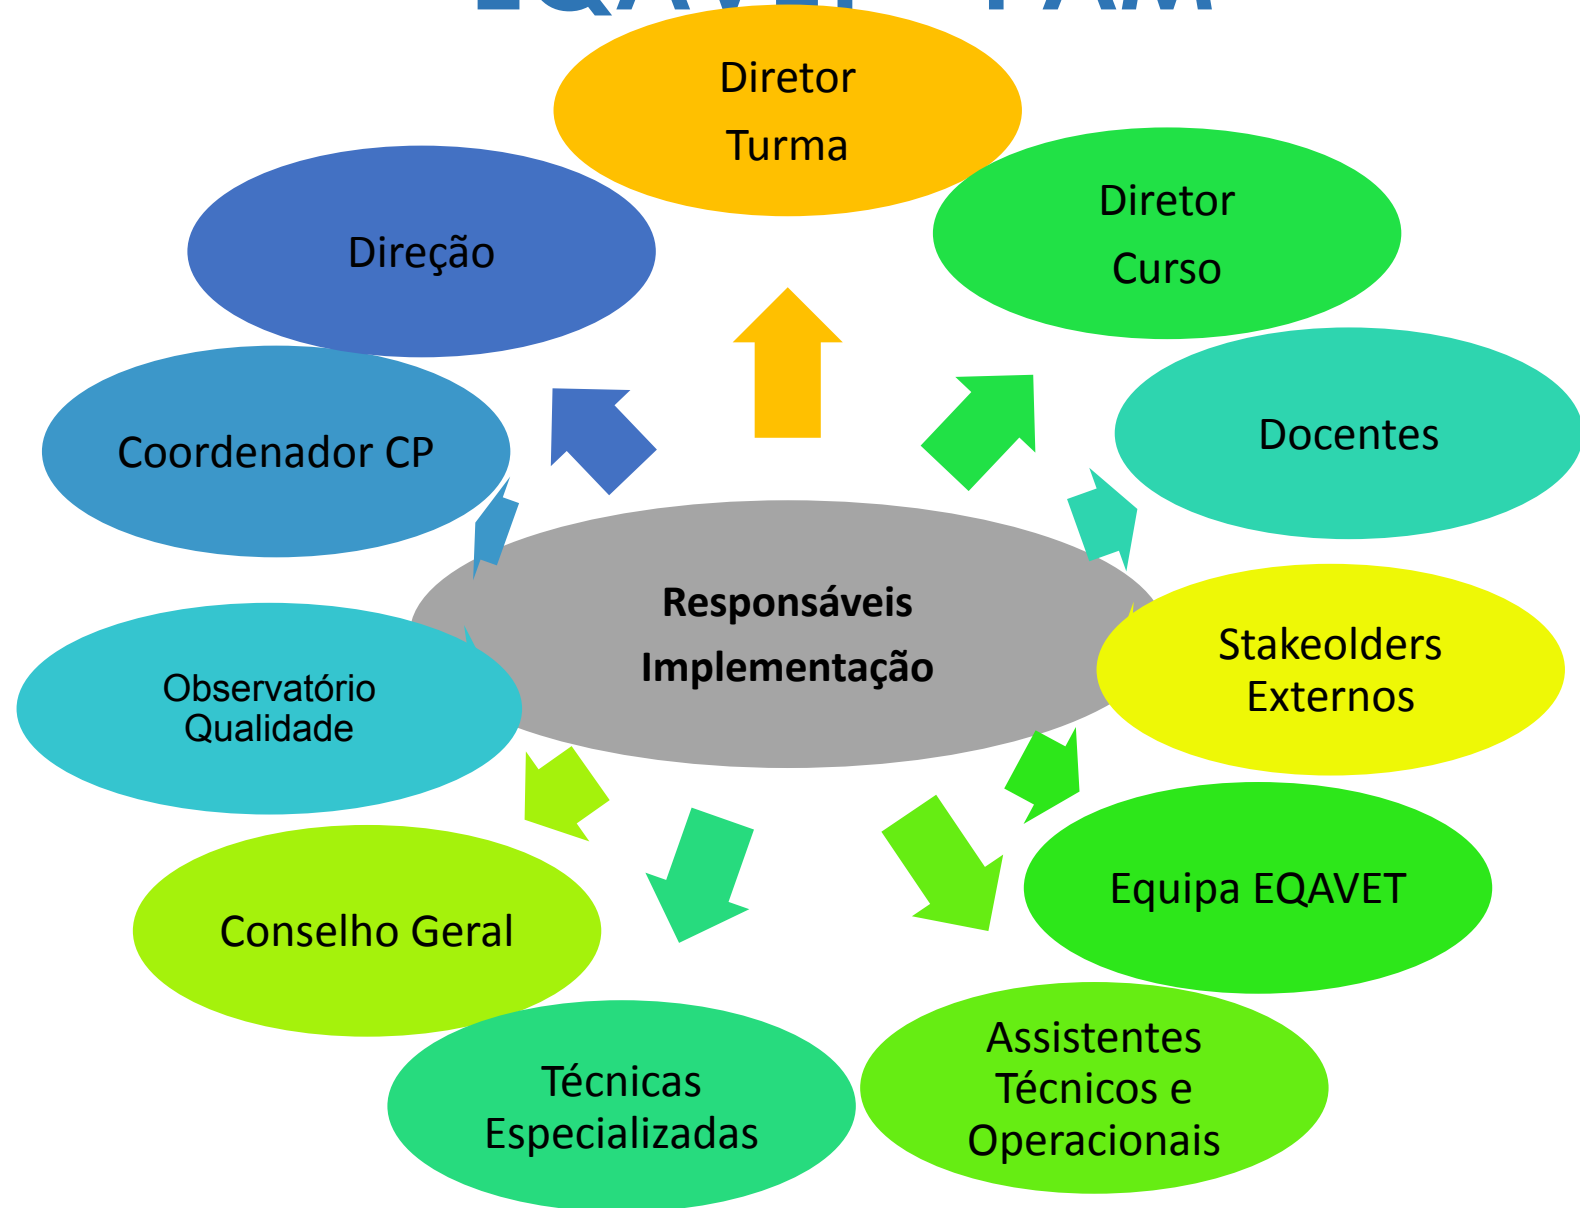 Diretor
Turma
Diretor
Curso
Direção
Docentes
Coordenador CP
Responsáveis
Implementação
Stakeolders
Externos
Observatório
Qualidade
Equipa EQAVET
Conselho Geral
Assistentes
Técnicos e
Operacionais
Técnicas
Especializadas